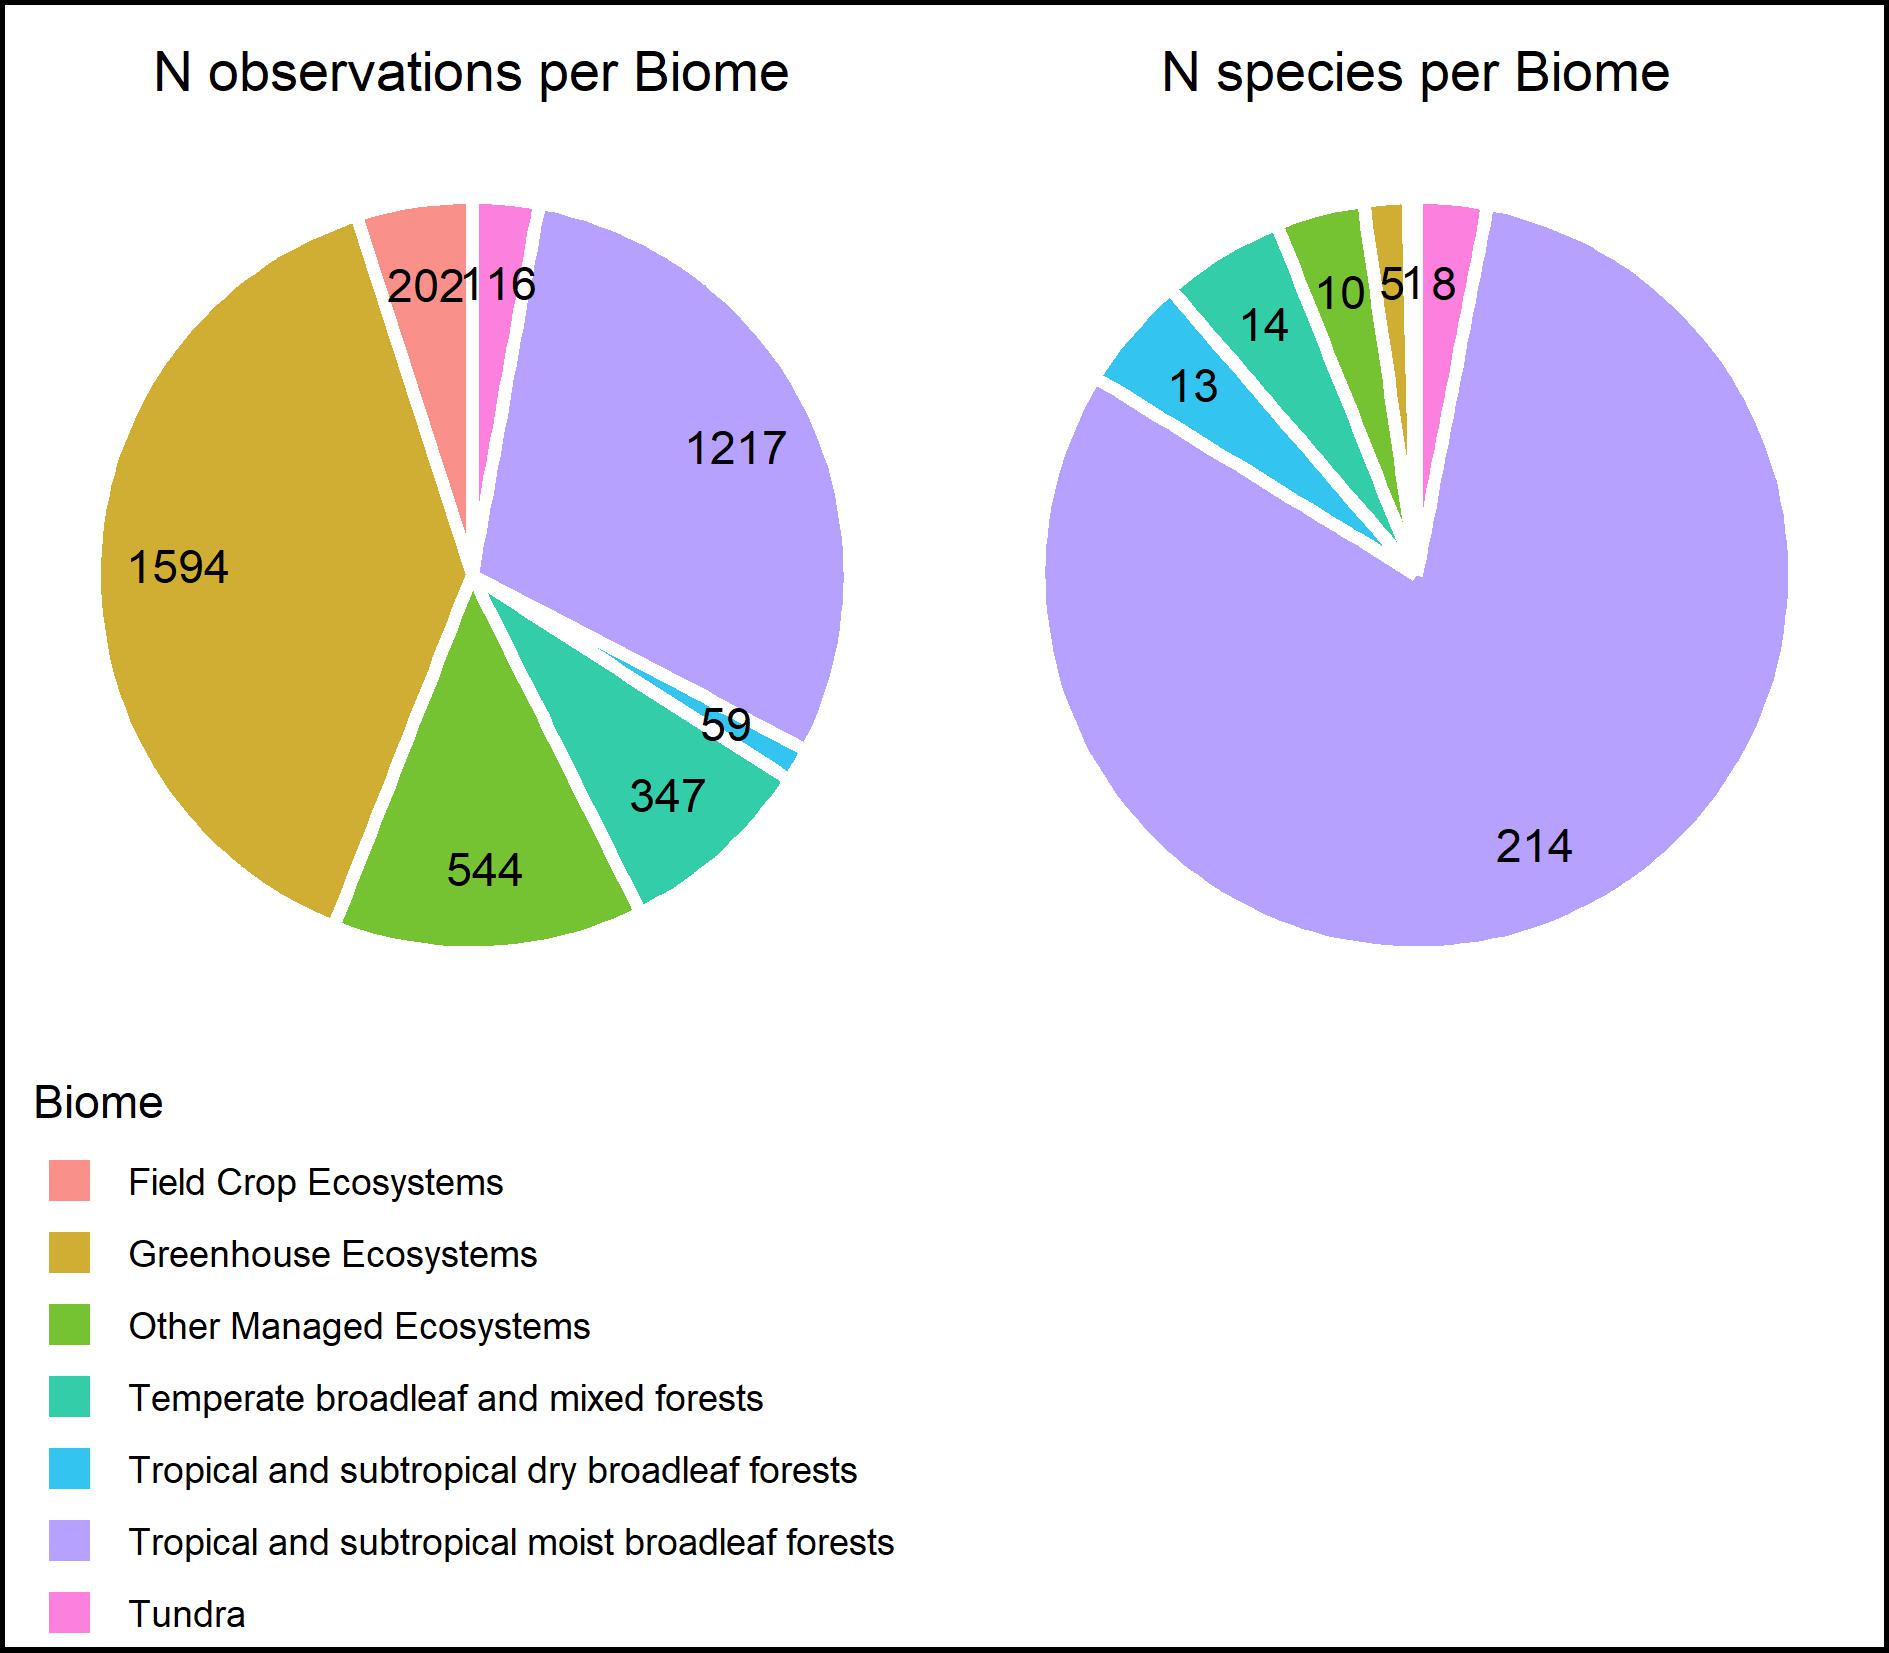 N observations per Biome
N species per Biome
202
116
1217
1594
59
347
544
10
5
1
8
14
13
214
Biome
Field Crop Ecosystems
Greenhouse Ecosystems
Other Managed Ecosystems
Temperate broadleaf and mixed forests
Tropical and subtropical dry broadleaf forests
Tropical and subtropical moist broadleaf forests
Tundra